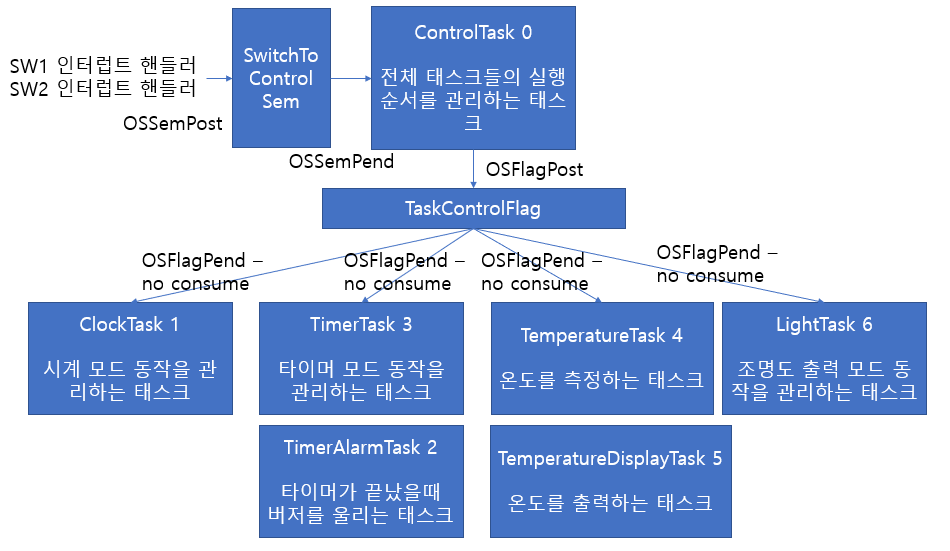 SW1 인터럽트 핸들러
SW2 인터럽트 핸들러
OSSemPost
SwitchTo
Control
Sem
OSSemPend
ControlTask 0
전체 태스크들의 실행
순서를 관리하는 태스
크
OSFlagPost
TaskControlFlag
OSFlagPend –
no consume
OSFlagPend –
no consume
OSFlagPend –
no consume
OSFlagPend –
no consume
ClockTask 1
시계 모드 동작을 관
리하는 태스크
TimerTask 3
타이머 모드 동작을
관리하는 태스크
TemperatureTask 4
온도를 측정하는 태스크
LightTask 6
조명도 출력 모드 동
작을 관리하는 태스크
TimerAlarmTask 2
타이머가 끝났을때
버저를 울리는 태스크
TemperatureDisplayTask 5
온도를 출력하는 태스크